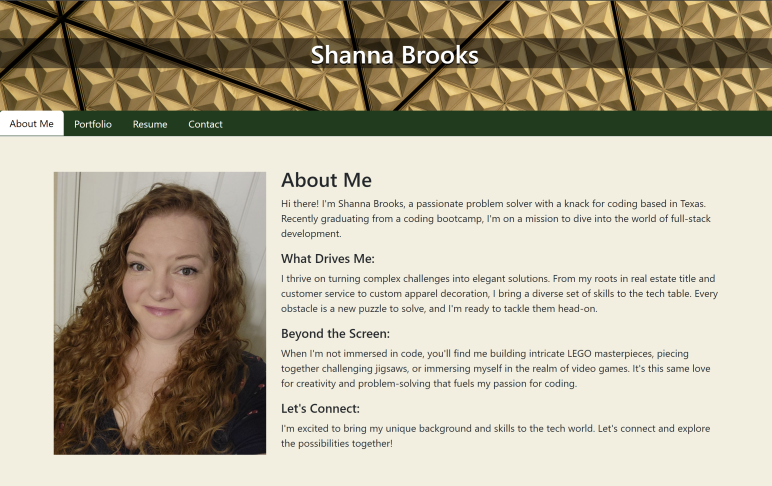 Shanna Brooks
About Me
Portfolio
Resume
Contact
About Me
Hi there! I'm Shanna Brooks, a passionate problem solver with a knack for coding based in Texas.
Recently graduating from a coding bootcamp, I'm on a mission to dive into the world of full-stack
development.
What Drives Me:
I thrive on turning complex challenges into elegant solutions. From my roots in real estate title and
customer service to custom apparel decoration, I bring a diverse set of skills to the tech table. Every
obstacle is a new puzzle to solve, and I'm ready to tackle them head-on.
Beyond the Screen:
When I'm not immersed in code, you'll find me building intricate LEGO masterpieces, piecing
together challenging jigsaws, or immersing myself in the realm of video games. It's this same love
for creativity and problem-solving that fuels my passion for coding.
Let's Connect:
I'm excited to bring my unique background and skills to the tech world. Let's connect and explore
the possibilities together!